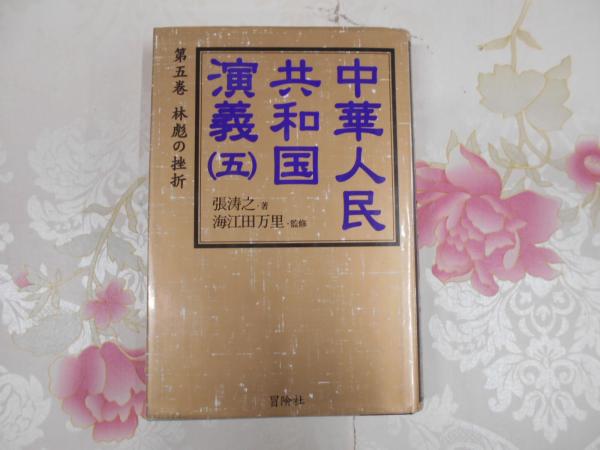 中華人民
共和国
演義(五)
第五巻 林彪の挫折
張涛之・著
海江田万里・監修
冒険社